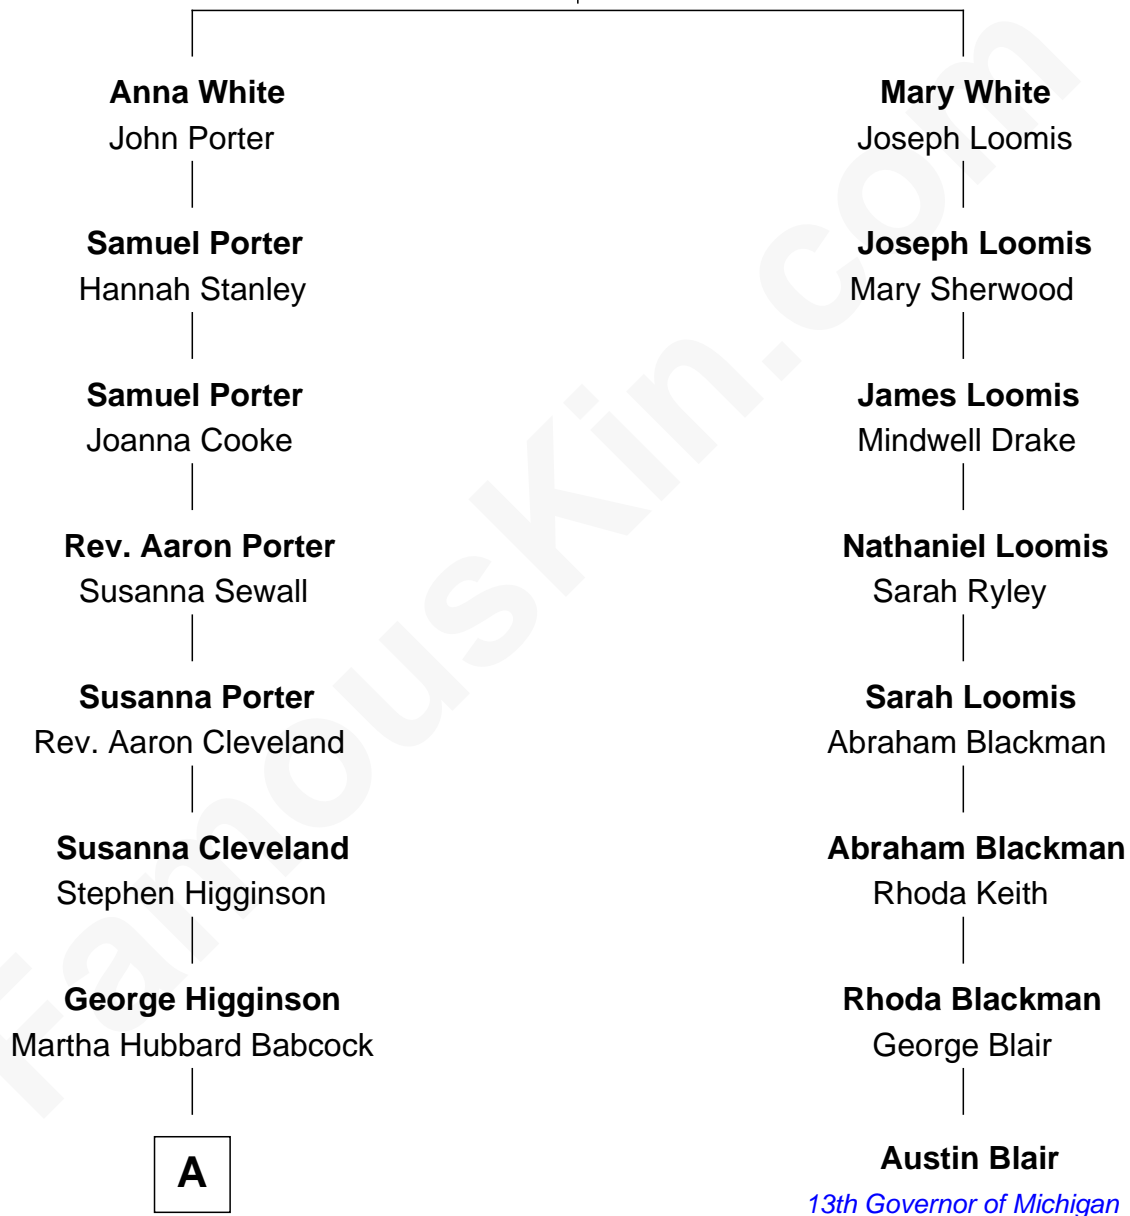 Anna White
John Porter
Mary White
Joseph Loomis
Samuel Porter
Hannah Stanley
Joseph Loomis
Mary Sherwood
Samuel Porter
Joanna Cooke
James Loomis
Mindwell Drake
Rev. Aaron Porter
Susanna Sewall
Nathaniel Loomis
Sarah Ryley
Susanna Porter
Rev. Aaron Cleveland
Sarah Loomis
Abraham Blackman
Susanna Cleveland
Stephen Higginson
Abraham Blackman
Rhoda Keith
George Higginson
Martha Hubbard Babcock
Rhoda Blackman
George Blair
A
Austin Blair
13th Governor of Michigan
FamousKin.com